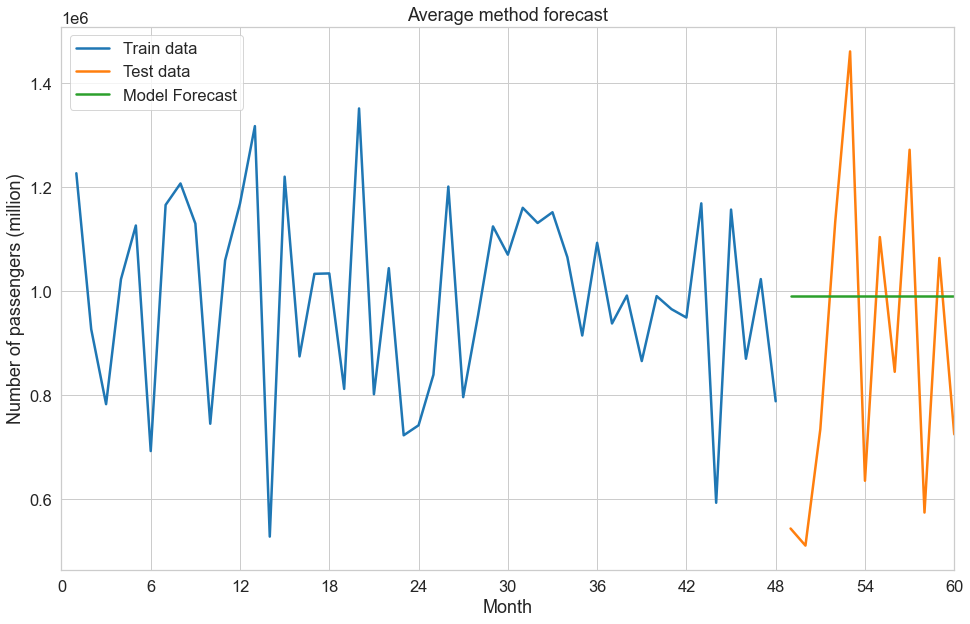 Average method forecast
1e6
Train data
Test data
Model Forecast
1.4
1.2
1.0
0.8
0.6
Number of passengers (million)
0 6 12 18 24 30 36 42 48 54 60
Month